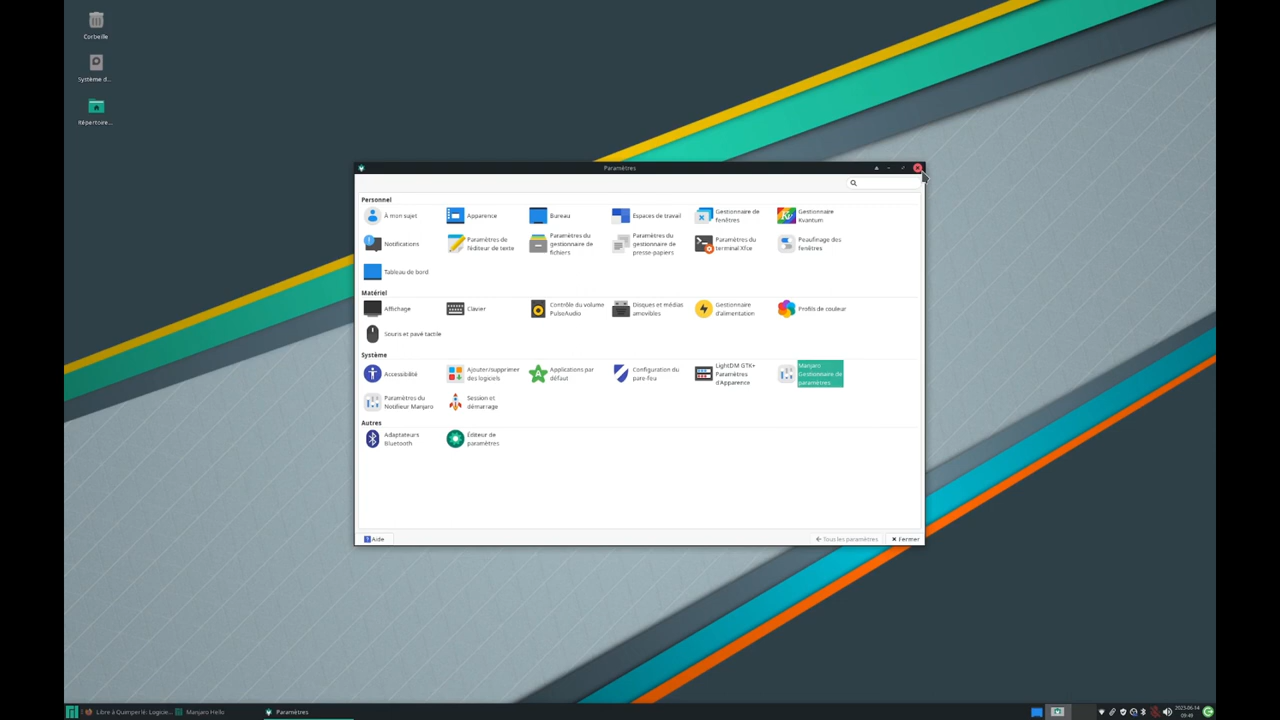 Corbeille
Système d...
Répertoire...
Paramètres
Personnel
À mon sujet
Apparence
Bureau
Espaces de travail
Gestionnaire de
fenêtres
Gestionnaire
Kvantum
Notifications
Paramètres de
l'éditeur de texte
Paramètres du
gestionnaire de
fichiers
Paramètres du
gestionnaire de
presse-papiers
Paramètres du
terminal Xfce
Peaufinage des
fenêtres
Tableau de bord
Matériel
Affichage
Clavier
Contrôle du volume
PulseAudio
Disques et médias
amovibles
Gestionnaire
d'alimentation
Profils de couleur
Souris et pavé tactile
Système
Accessibilité
Ajouter/supprimer
des logiciels
Applications par
défaut
Configuration du
pare-feu
LightDM GTK+
Paramètres
d'Apparence
Manjaro
Gestionnaire de
paramètres
Paramètres du
Notifieur Manjaro
Session et
démarrage
Autres
Adaptateurs
Bluetooth
Éditeur de
paramètres
Aide
Tous les paramètres
Fermer
Libre à Quimperlé: Logicie...
Manjaro Hello
Paramètres
2023-06-14
09:49